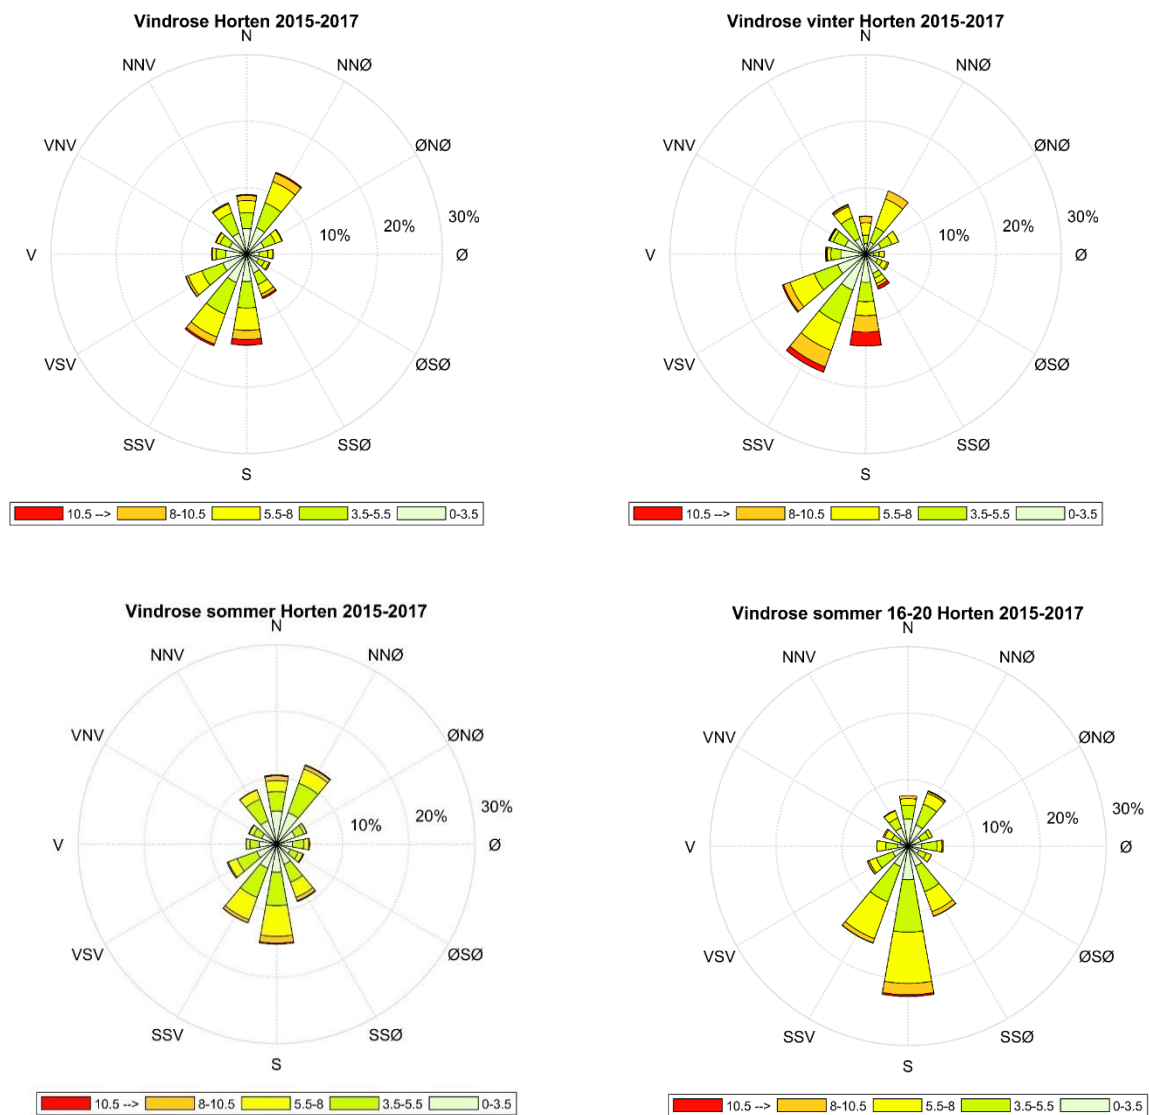 Vindrose Horten 2015-2017
N
NNV
NNØ
VNV
ØNØ
10%
20%
30%
V
Ø
VSV
ØSØ
SSV
SSØ
S
10.5 --> 8-10.5 5.5-8 3.5-5.5 0-3.5
Vindrose vinter Horten 2015-2017
N
NNV
NNØ
VNV
ØNØ
10%
20%
30%
V
Ø
VSV
ØSØ
SSV
SSØ
S
10.5 --> 8-10.5 5.5-8 3.5-5.5 0-3.5
Vindrose sommer Horten 2015-2017
N
NNV
NNØ
VNV
ØNØ
10%
20%
30%
V
Ø
VSV
ØSØ
SSV
SSØ
S
10.5 --> 8-10.5 5.5-8 3.5-5.5 0-3.5
Vindrose sommer 16-20 Horten 2015-2017
N
NNV
NNØ
VNV
ØNØ
10%
20%
30%
V
Ø
VSV
ØSØ
SSV
SSØ
S
10.5 --> 8-10.5 5.5-8 3.5-5.5 0-3.5